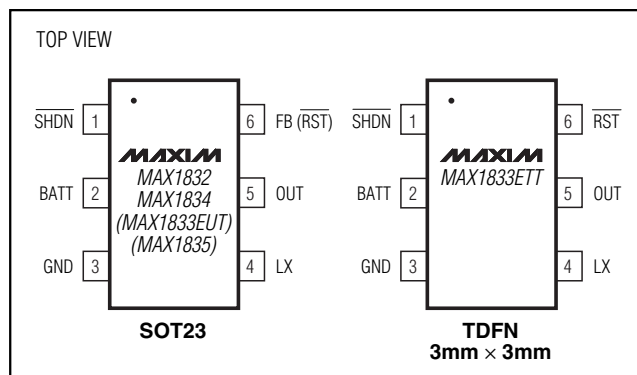 TOP VIEW
SHDN 1
BATT 2
GND 3
MAXIM
MAX1832
MAX1834
(MAX1833EUT)
(MAX1835)
6 FB (RST)
5 OUT
4 LX
SOT23
SHDN 1
BATT 2
GND 3
MAXIM
MAX1833ETT
6 RST
5 OUT
4 LX
TDFN
3mm × 3mm